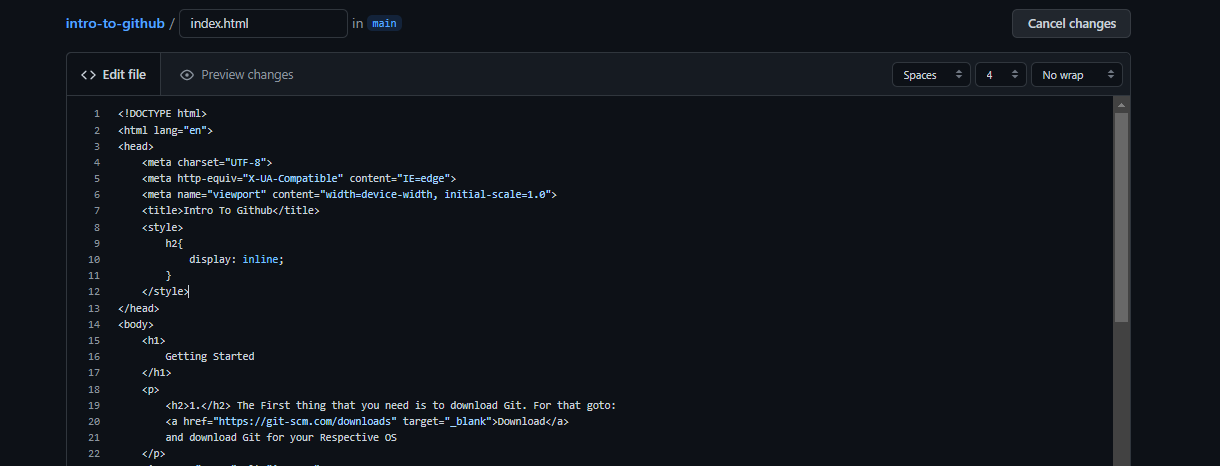 intro-to-github / index.html in main Cancel changes
<> Edit file Preview changes Spaces 4 No wrap
1 <!DOCTYPE html>
2 <html lang="en">
3 <head>
4     <meta charset="UTF-8">
5     <meta http-equiv="X-UA-Compatible" content="IE=edge">
6     <meta name="viewport" content="width=device-width, initial-scale=1.0">
7     <title>Intro To Github</title>
8     <style>
9         h2{
10             display: inline;
11         }
12     </style>
13 </head>
14 <body>
15     <h1>
16         Getting Started
17     </h1>
18     <p>
19         <h2>1.</h2> The First thing that you need is to download Git. For that goto:
20         <a href="https://git-scm.com/downloads" target="_blank">Download</a>
21         and download Git for your Respective OS
22     </p>